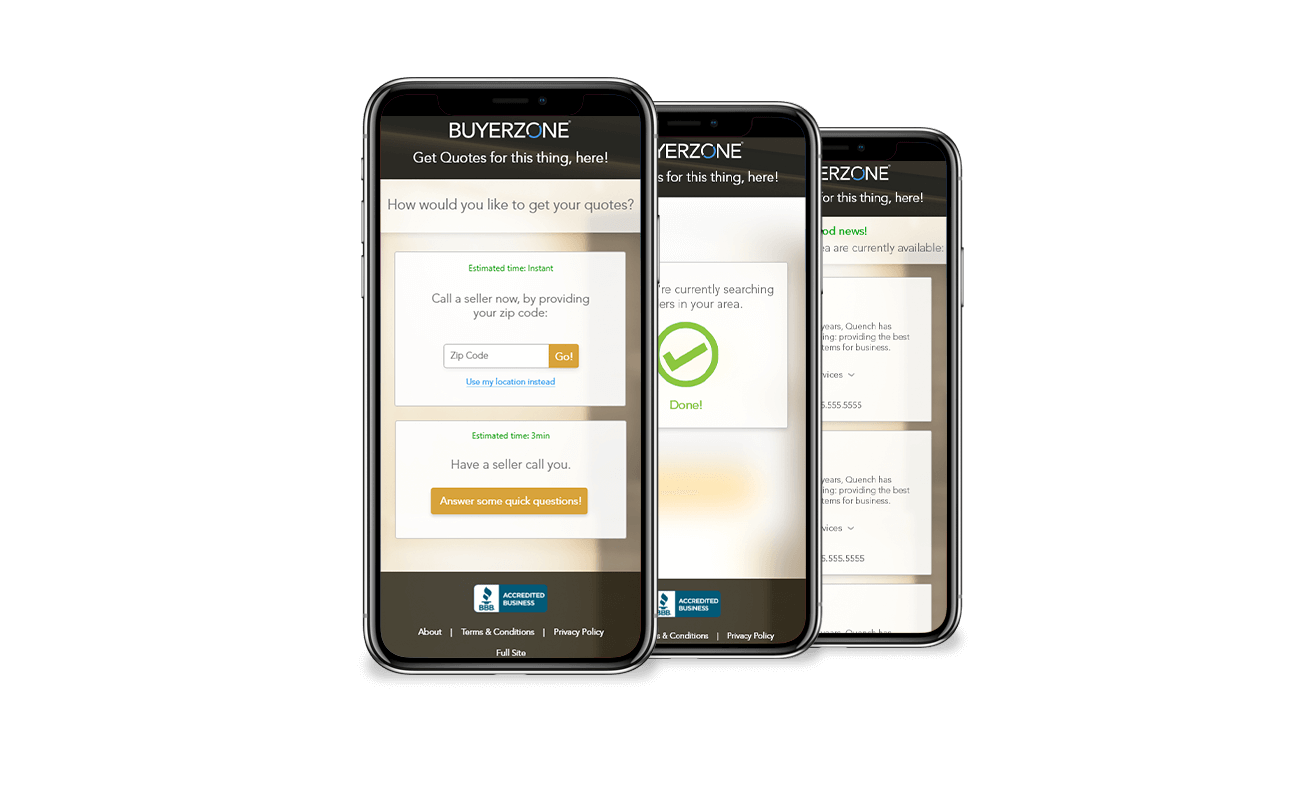 BUYERZONE
Get Quotes for this thing, here!
How would you like to get your quotes?
Estimated time: Instant
Call a seller now, by providing
your zip code:
Zip Code
Go!
Use my location instead
Estimated time: 3min
Have a seller call you.
Answer some quick questions!
BBB
ACCREDITED
BUSINESS
About | Terms & Conditions | Privacy Policy
Full Site
YERZONE
s for this thing, here!
're currently searching
ers in your area.
Done!
BBB
ACCREDITED
BUSINESS
s & Conditions | Privacy Policy
ERZONE
for this thing, here!
od news!
ea are currently available:
years, Quench has
ing: providing the best
tems for business.
vices
5.555.5555
years, Quench has
ing: providing the best
tems for business.
vices
5.555.5555
years, Quench has